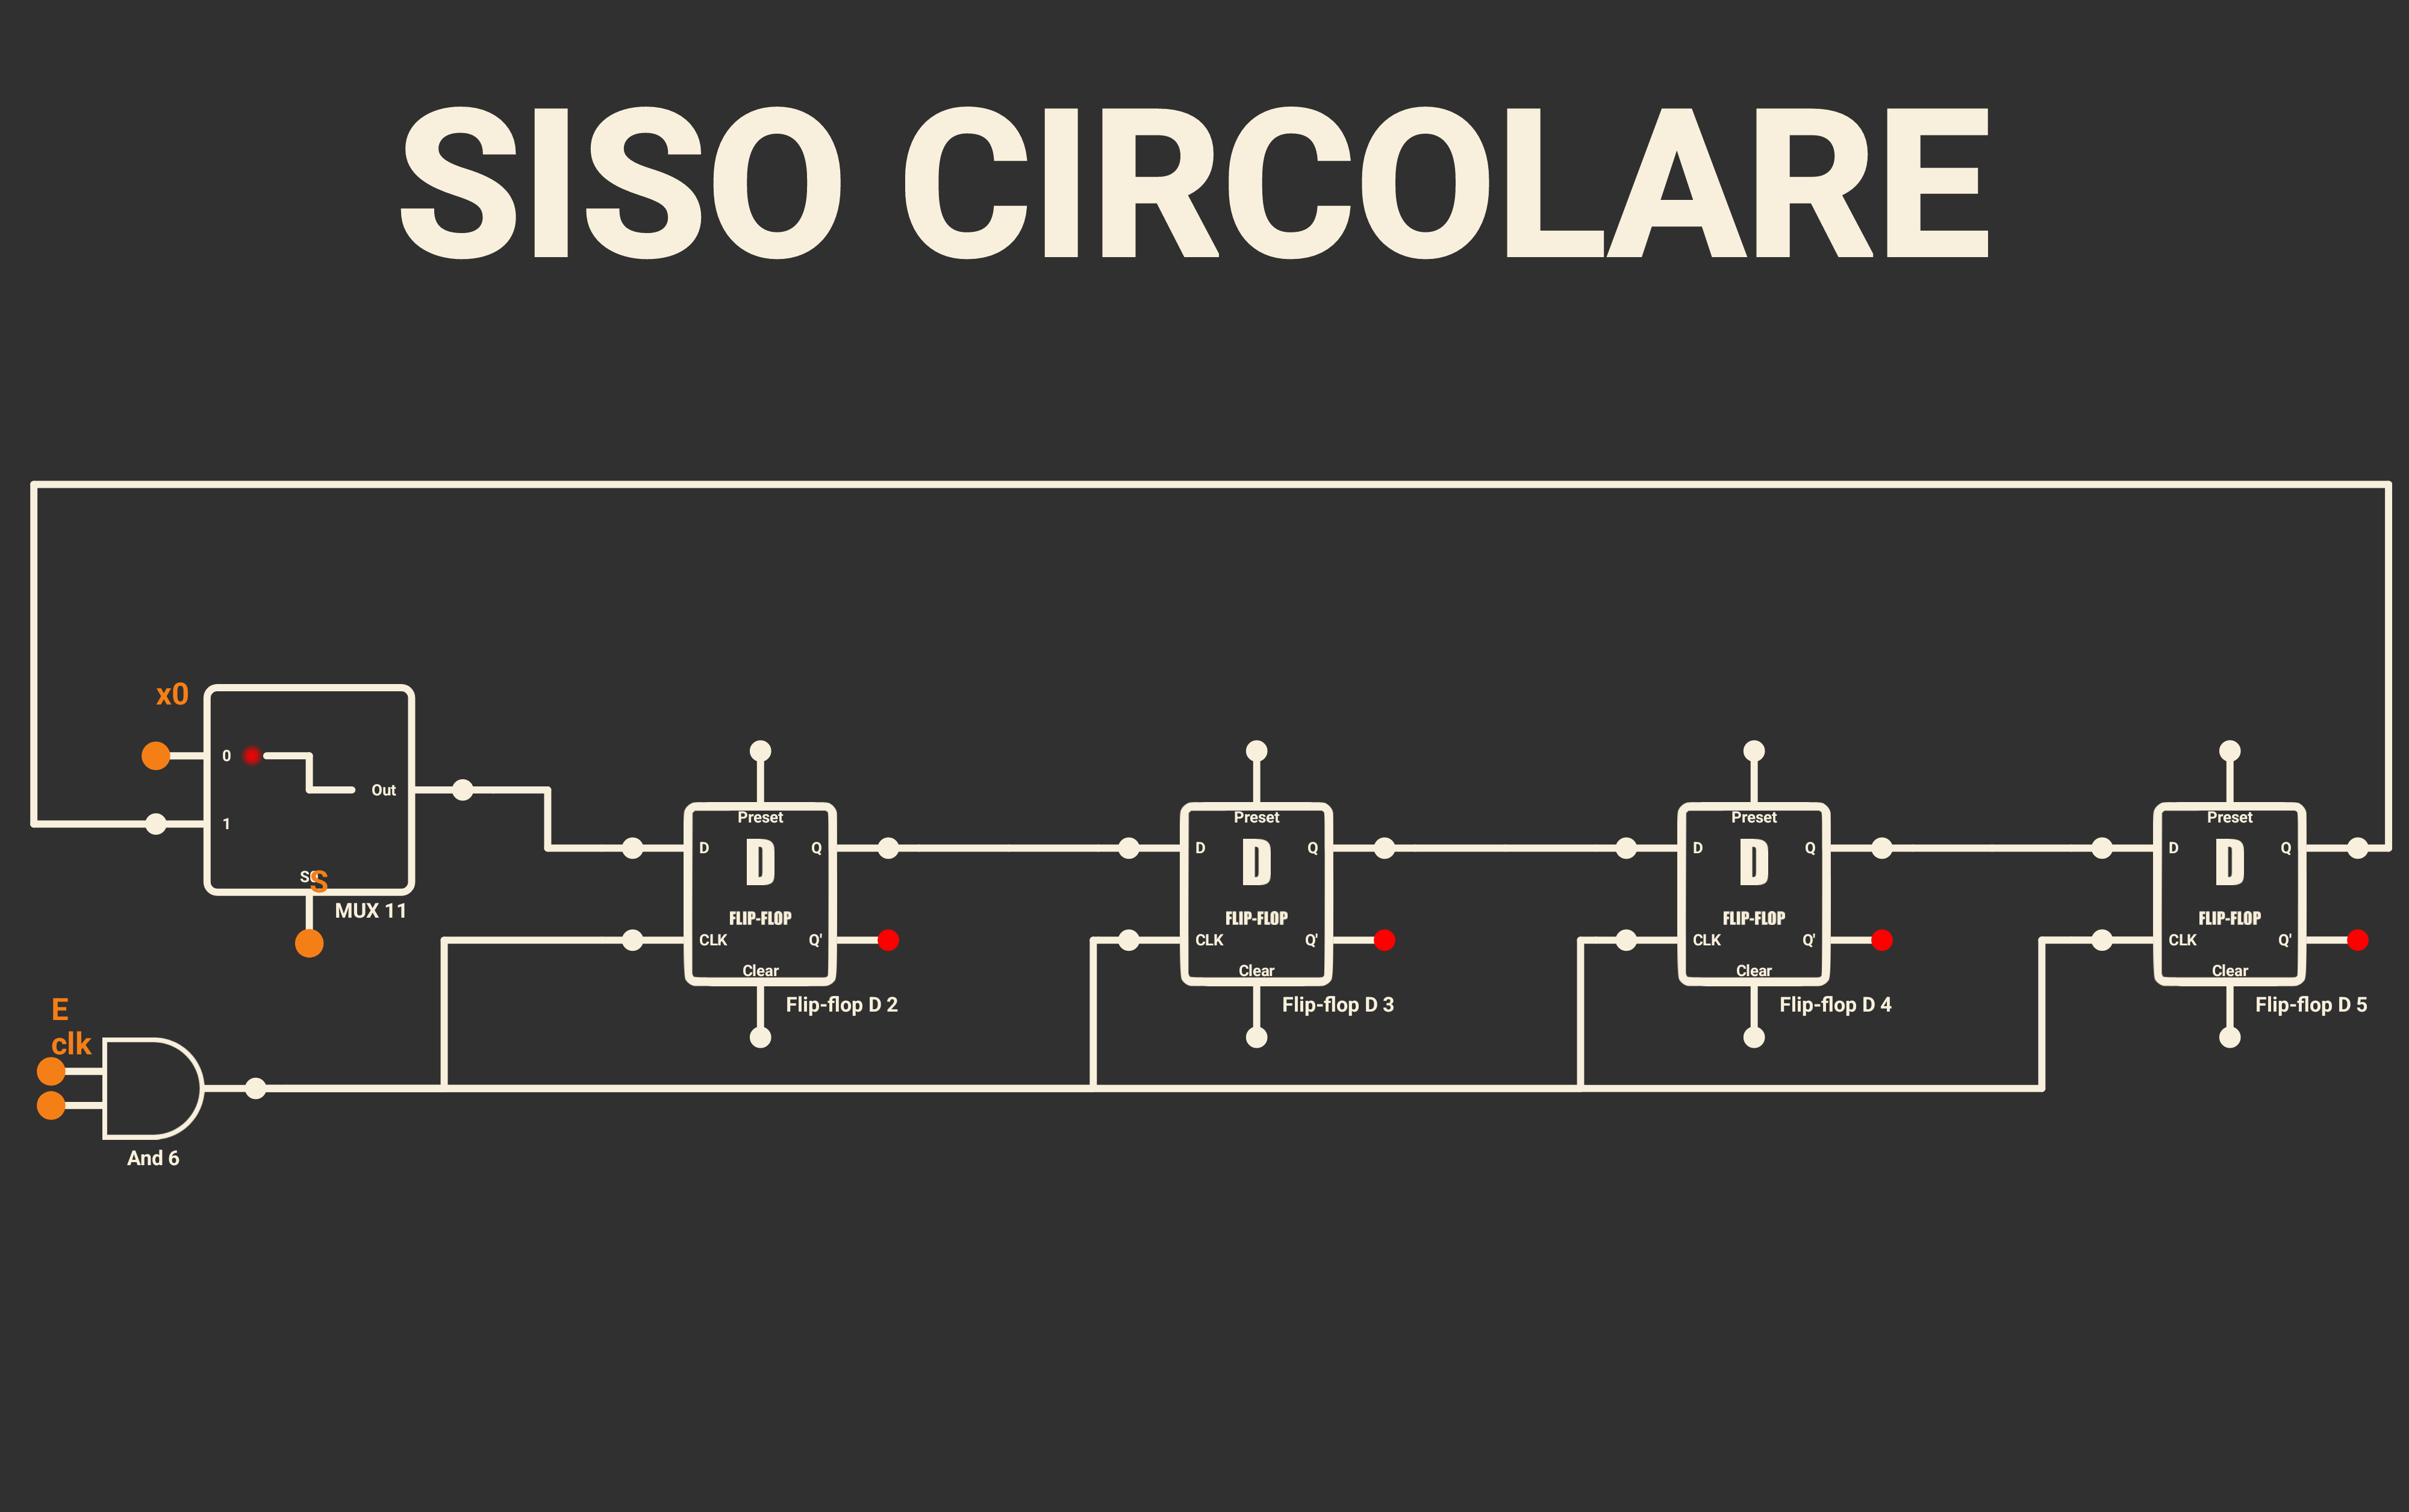 SISO CIRCOLARE
x0
0
Out
1
S0
S
MUX 11
Preset
D
Q
D
FLIP-FLOP
CLK
Q'
Clear
Flip-flop D 2
Preset
D
Q
D
FLIP-FLOP
CLK
Q'
Clear
Flip-flop D 3
Preset
D
Q
D
FLIP-FLOP
CLK
Q'
Clear
Flip-flop D 4
Preset
D
Q
D
FLIP-FLOP
CLK
Q'
Clear
Flip-flop D 5
E
clk
And 6